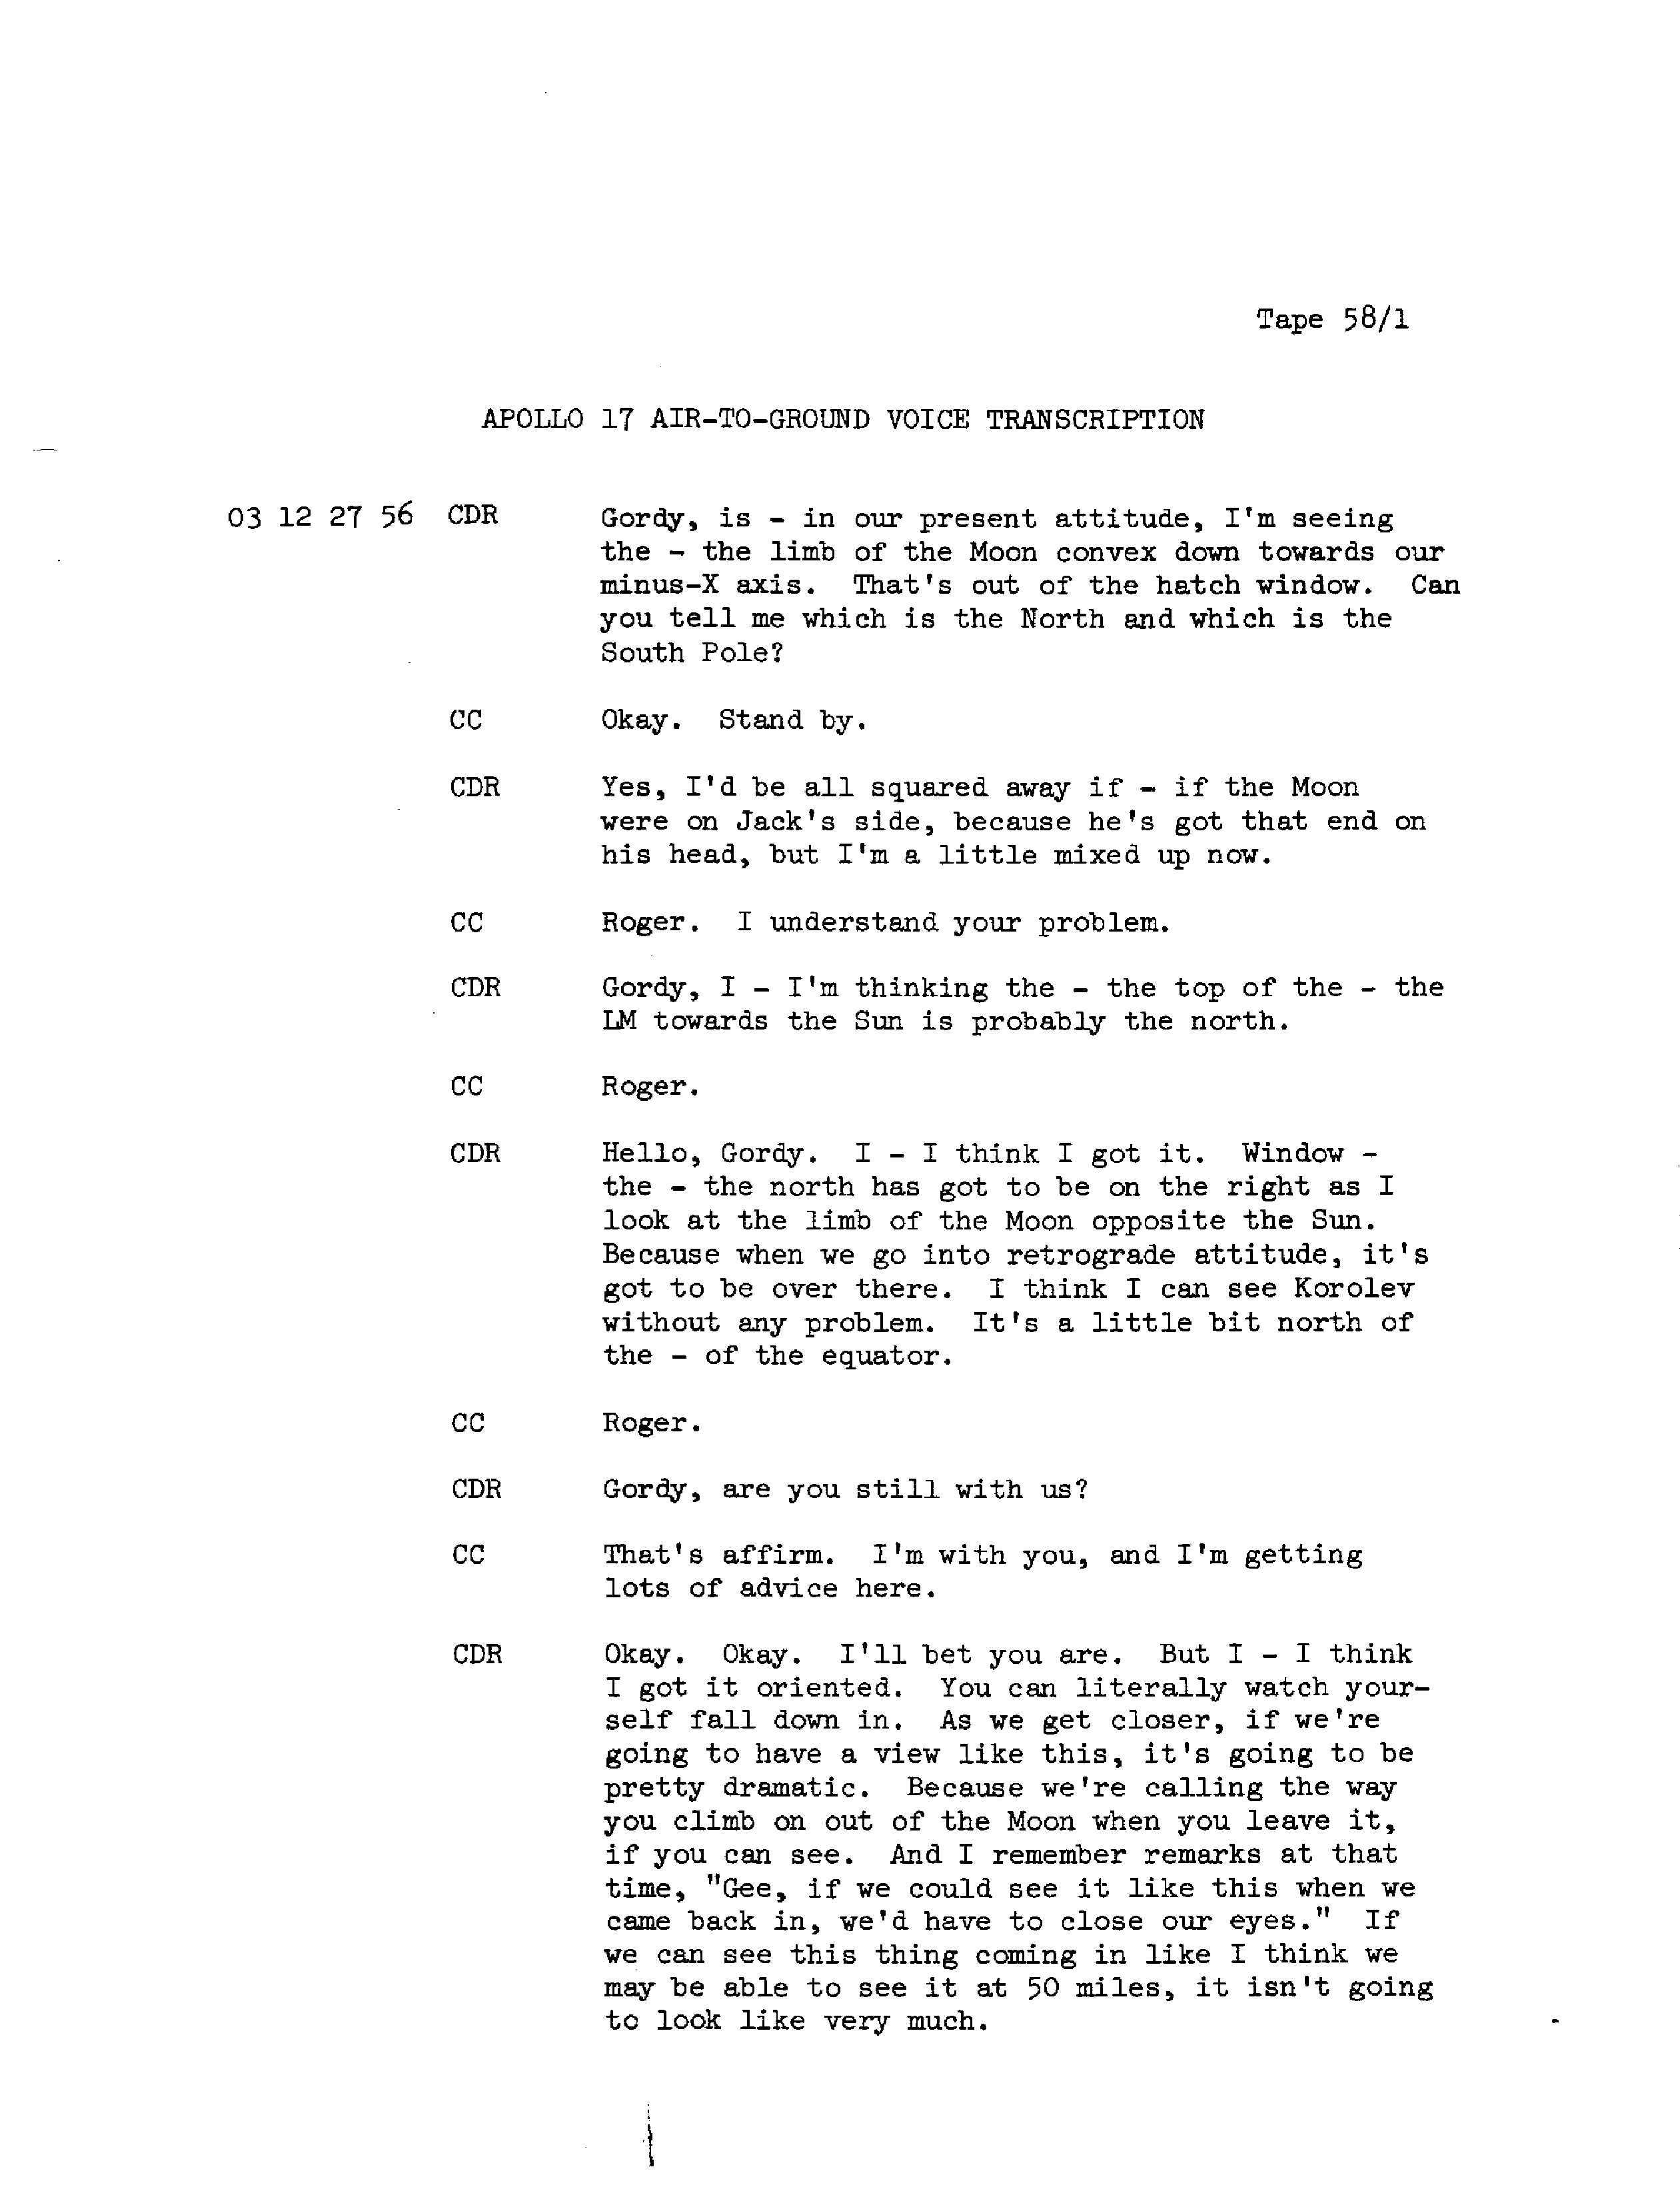 Tape 58/1
APOLLO 17 AIR-TO-GROUND VOICE TRANSCRIPTION
03 12 27 56 CDR Gordy, is - in our present attitude, I'm seeing
the - the limb of the Moon convex down towards our
minus-X axis. That's out of the hatch window. Can
you tell me which is the North and which is the
South Pole?
CC Okay. Stand by.
CDR Yes, I'd be all squared away if - if the Moon
were on Jack's side, because he's got that end on
his head, but I'm a little mixed up now.
CC Roger. I understand your problem.
CDR Gordy, I - I'm thinking the - the top of the - the
LM towards the Sun is probably the north.
CC Roger.
CDR Hello, Gordy. I - I think I got it. Window -
the - the north has got to be on the right as I
look at the limb of the Moon opposite the Sun.
Because when we go into retrograde attitude, it's
got to be over there. I think I can see Korolev
without any problem. It's a little bit north of
the - of the equator.
CC Roger.
CDR Gordy, are you still with us?
CC That's affirm. I'm with you, and I'm getting
lots of advice here.
CDR Okay. Okay. I'll bet you are. But I - I think
I got it oriented. You can literally watch your-
self fall down in. As we get closer, if we're
going to have a view like this, it's going to be
pretty dramatic. Because we're calling the way
you climb on out of the Moon when you leave it,
if you can see. And I remember remarks at that
time, "Gee, if we could see it like this when we
came back in, we'd have to close our eyes." If
we can see this thing coming in like I think we
may be able to see it at 50 miles, it isn't going
to look like very much.